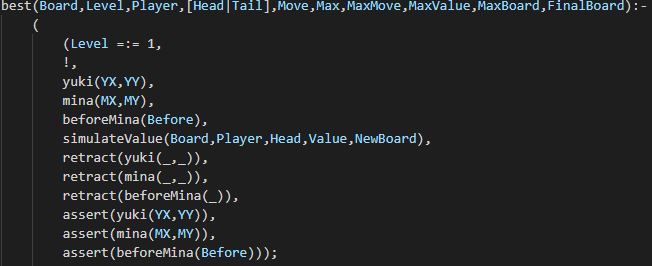 best(Board,Level,Player,[Head|Tail],Move,Max,MaxMove,MaxValue,MaxBoard,FinalBoard):-
(
(Level =:= 1,
!,
yuki(YX,YY),
mina(MX,MY),
beforeMina(Before),
simulateValue(Board,Player,Head,Value,NewBoard),
retract(yuki(_,_)),
retract(mina(_,_)),
retract(beforeMina(_)),
assert(yuki(YX,YY)),
assert(mina(MX,MY)),
assert(beforeMina(Before)));